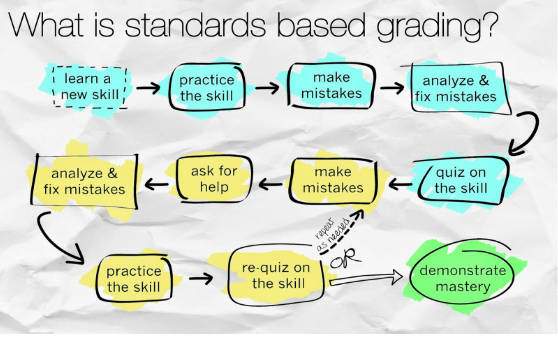 What is standards based grading?
learn a
new skill
practice
the skill
make
mistakes
analyze &
fix mistakes
quiz on
the skill
make
mistakes
ask for
help
analyze &
fix mistakes
practice
the skill
re-quiz on
the skill
repeat
as needed
OR
demonstrate
mastery